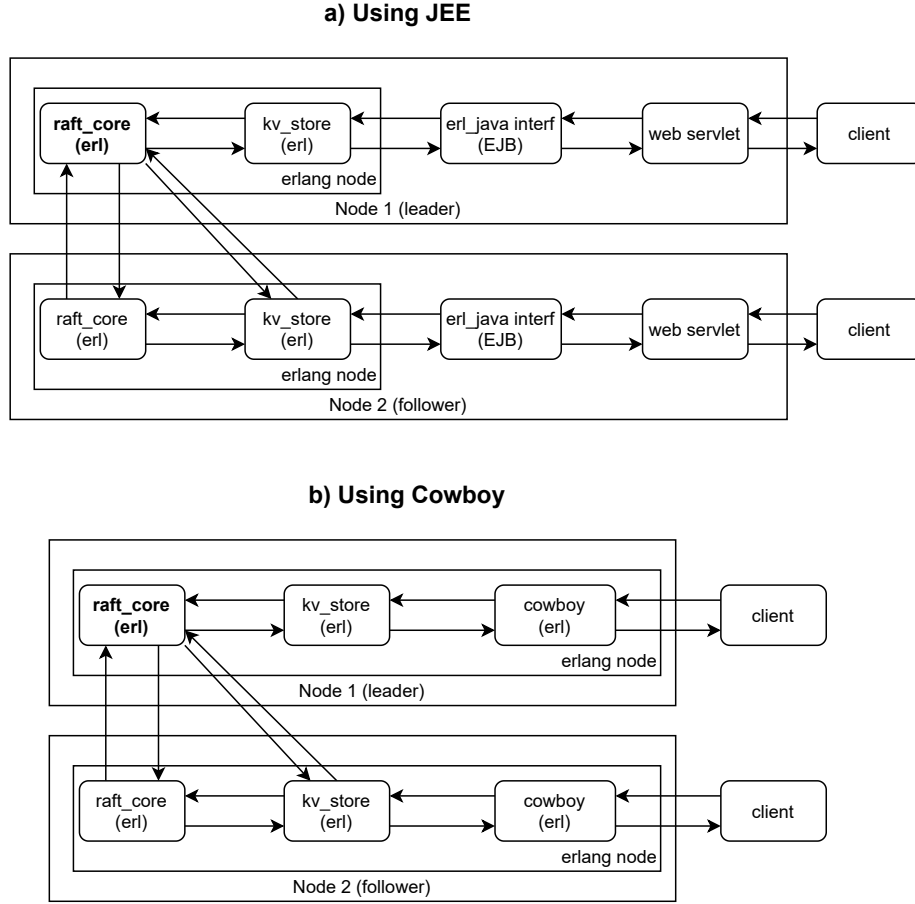 a) Using JEE
raft_core
(erl)
kv_store
(erl)
erl_java interf
(EJB)
web servlet
client
erlang node
Node 1 (leader)
raft_core
(erl)
kv_store
(erl)
erl_java interf
(EJB)
web servlet
client
erlang node
Node 2 (follower)
b) Using Cowboy
raft_core
(erl)
kv_store
(erl)
cowboy
(erl)
client
erlang node
Node 1 (leader)
raft_core
(erl)
kv_store
(erl)
cowboy
(erl)
client
erlang node
Node 2 (follower)